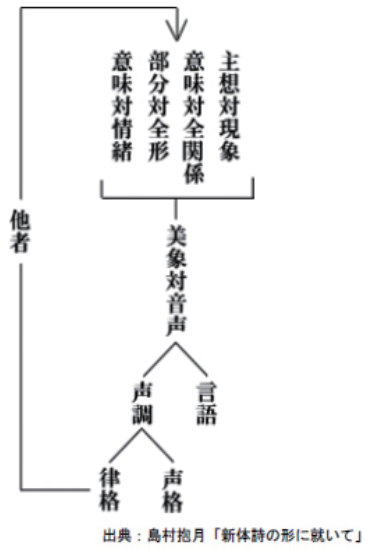 主想対現象
意味対全関係
部分対全形
意味対情緒
他者
美象対音声
言語
声調
声格
律格
出典：島村抱月「新体詩の形に就いて」